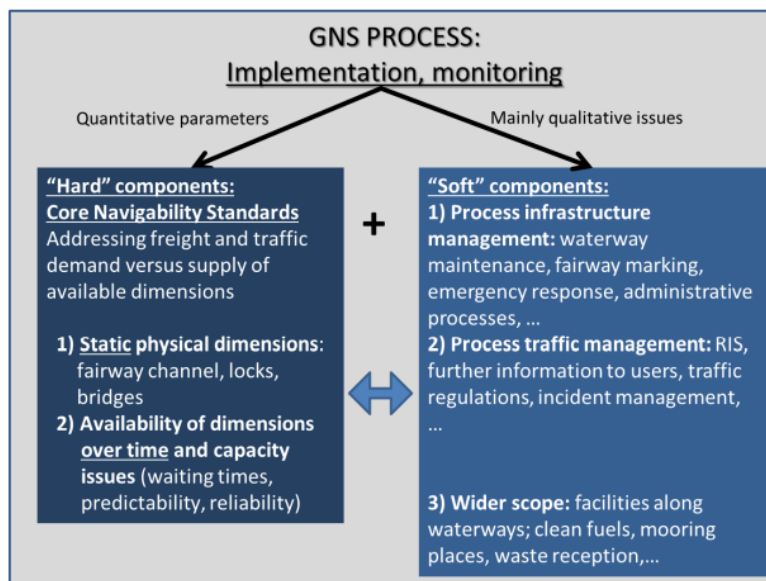 GNS PROCESS:
Implementation, monitoring
Quantitative parameters
Mainly qualitative issues
“Hard” components:
Core Navigability Standards
Addressing freight and traffic
demand versus supply of
available dimensions
1) Static physical dimensions:
fairway channel, locks,
bridges
2) Availability of dimensions
over time and capacity
issues (waiting times,
predictability, reliability)
+
“Soft” components:
1) Process infrastructure
management: waterway
maintenance, fairway marking,
emergency response, administrative
processes, …
2) Process traffic management: RIS,
further information to users, traffic
regulations, incident management,
…
3) Wider scope: facilities along
waterways; clean fuels, mooring
places, waste reception,…